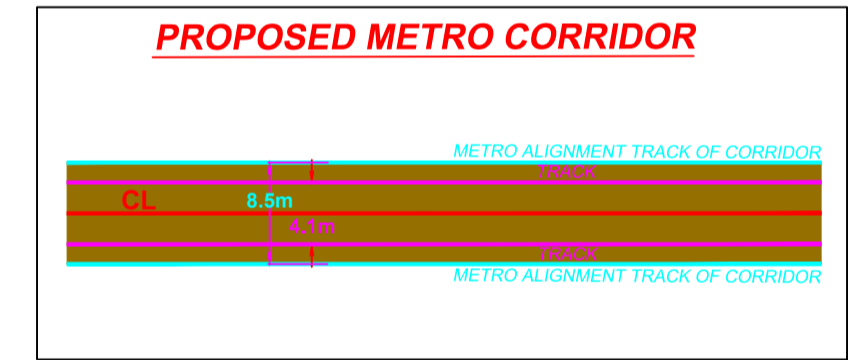 PROPOSED METRO CORRIDOR
METRO ALIGNMENT TRACK OF CORRIDOR
TRACK
CL
8.5m
4.1m
TRACK
METRO ALIGNMENT TRACK OF CORRIDOR